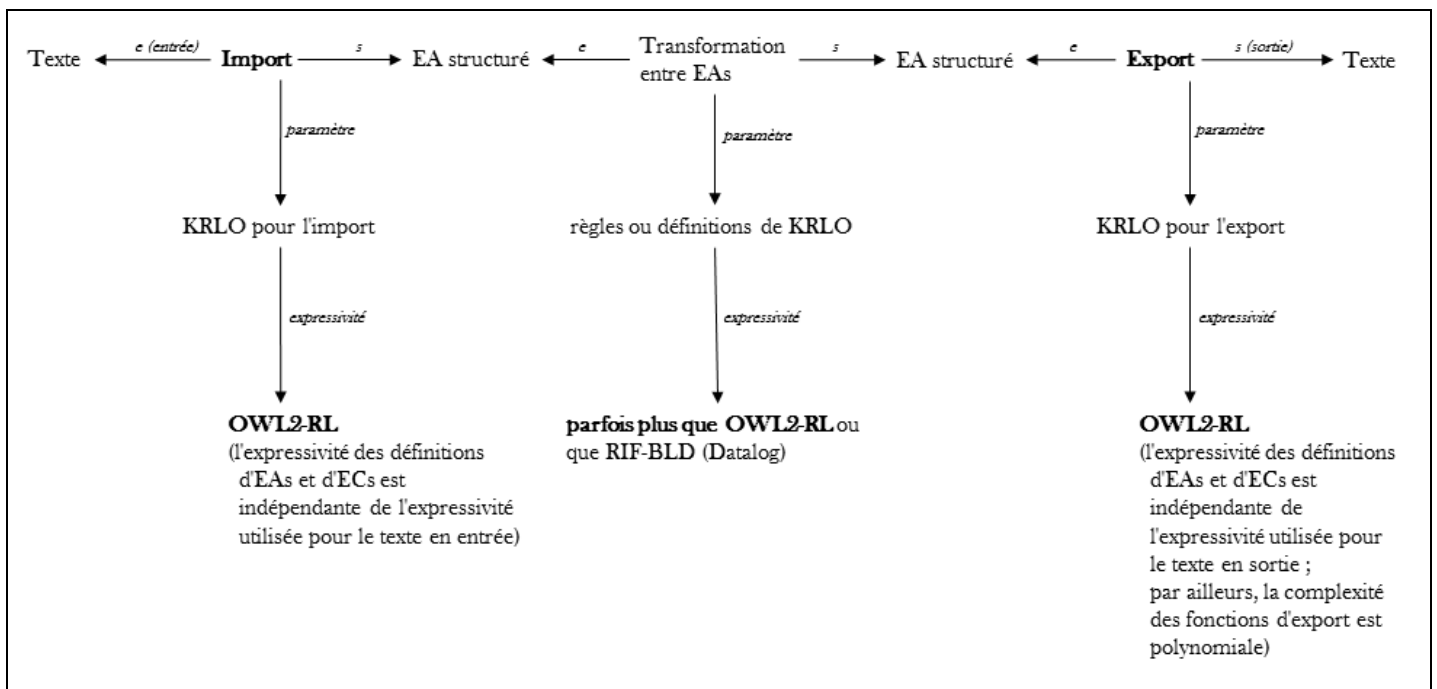 Texte e (entrée) Import s EA structuré e Transformation s EA structuré e Export s (sortie) Texte
entre EAs
paramètre paramètre paramètre
KRLO pour l'import règles ou définitions de KRLO KRLO pour l'export
expressivité expressivité expressivité
OWL2-RL parfois plus que OWL2-RL ou OWL2-RL
(l'expressivité des définitions que RIF-BLD (Datalog) (l'expressivité des définitions
d'EAs et d'ECs est d'EAs et d'ECs est
indépendante de l'expressivité indépendante de
utilisée pour le texte en entrée) l'expressivité utilisée pour
le texte en sortie ;
par ailleurs, la complexité
des fonctions d'export est
polynomiale)